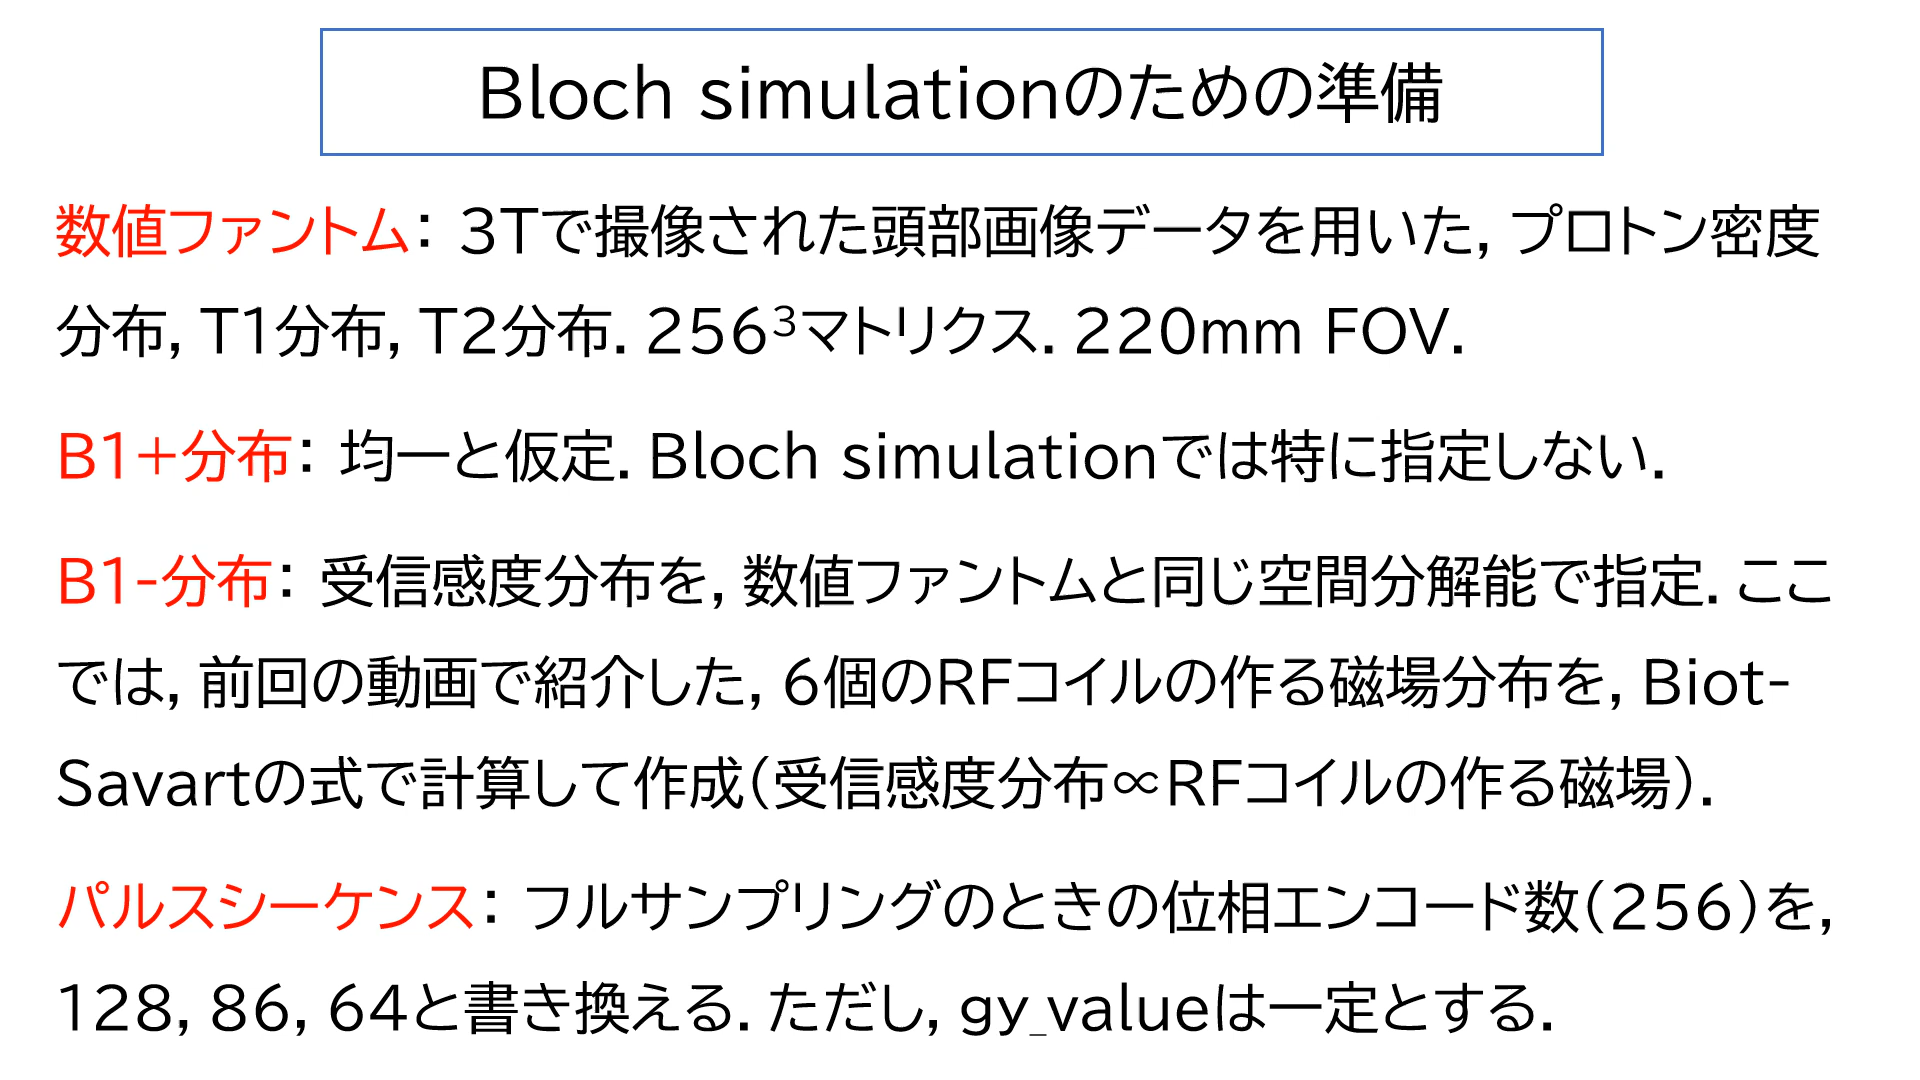 Bloch simulationのための準備
数値ファントム： 3Tで撮像された頭部画像データを用いた，プロトン密度
分布，T1分布，T2分布．256³マトリクス．220mm FOV．
B1+分布： 均一と仮定．Bloch simulationでは特に指定しない．
B1-分布： 受信感度分布を，数値ファントムと同じ空間分解能で指定．ここ
では，前回の動画で紹介した，6個のRFコイルの作る磁場分布を，Biot-
Savartの式で計算して作成（受信感度分布∝RFコイルの作る磁場）．
パルスシーケンス： フルサンプリングのときの位相エンコード数（256）を，
128，86，64と書き換える．ただし，gy_valueは一定とする．